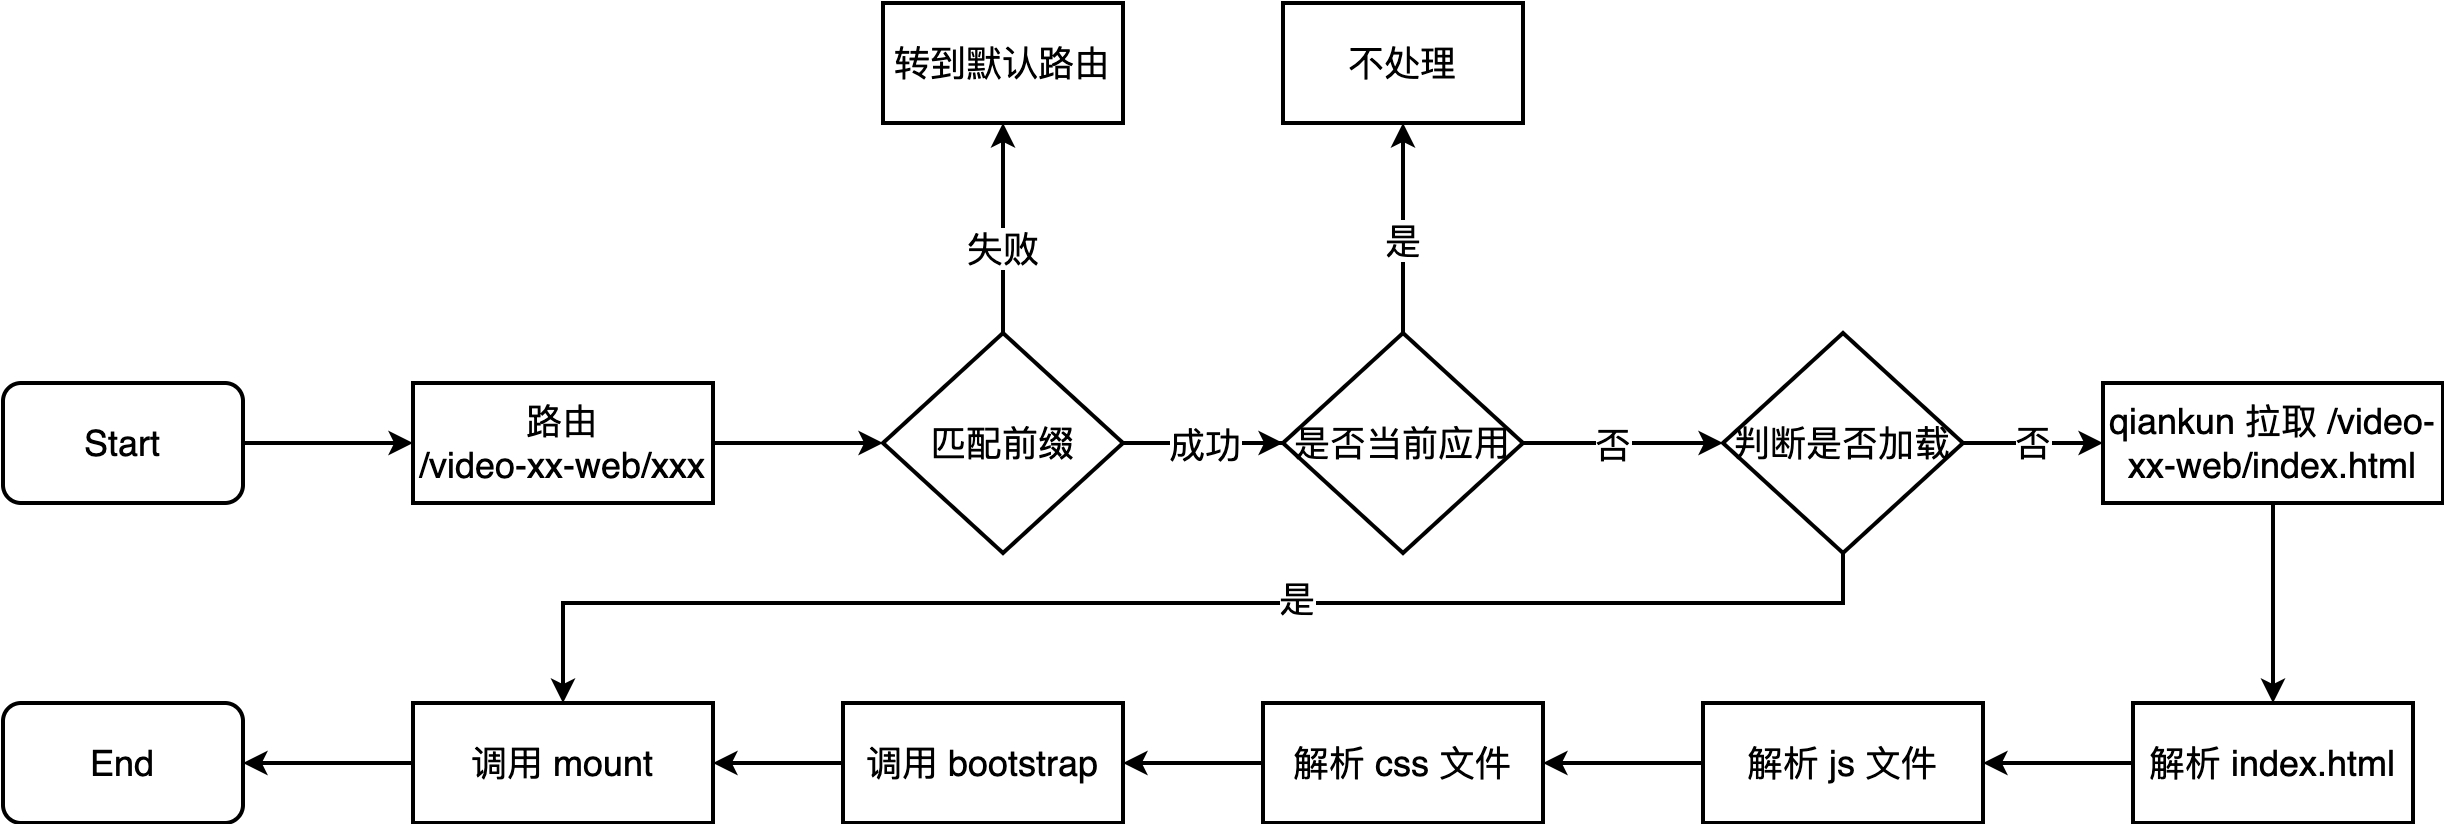 转到默认路由
不处理
失败
是
Start
路由
/video-xx-web/xxx
匹配前缀
成功
是否当前应用
否
判断是否加载
否
qiankun 拉取 /video-
xx-web/index.html
是
End
调用 mount
调用 bootstrap
解析 css 文件
解析 js 文件
解析 index.html